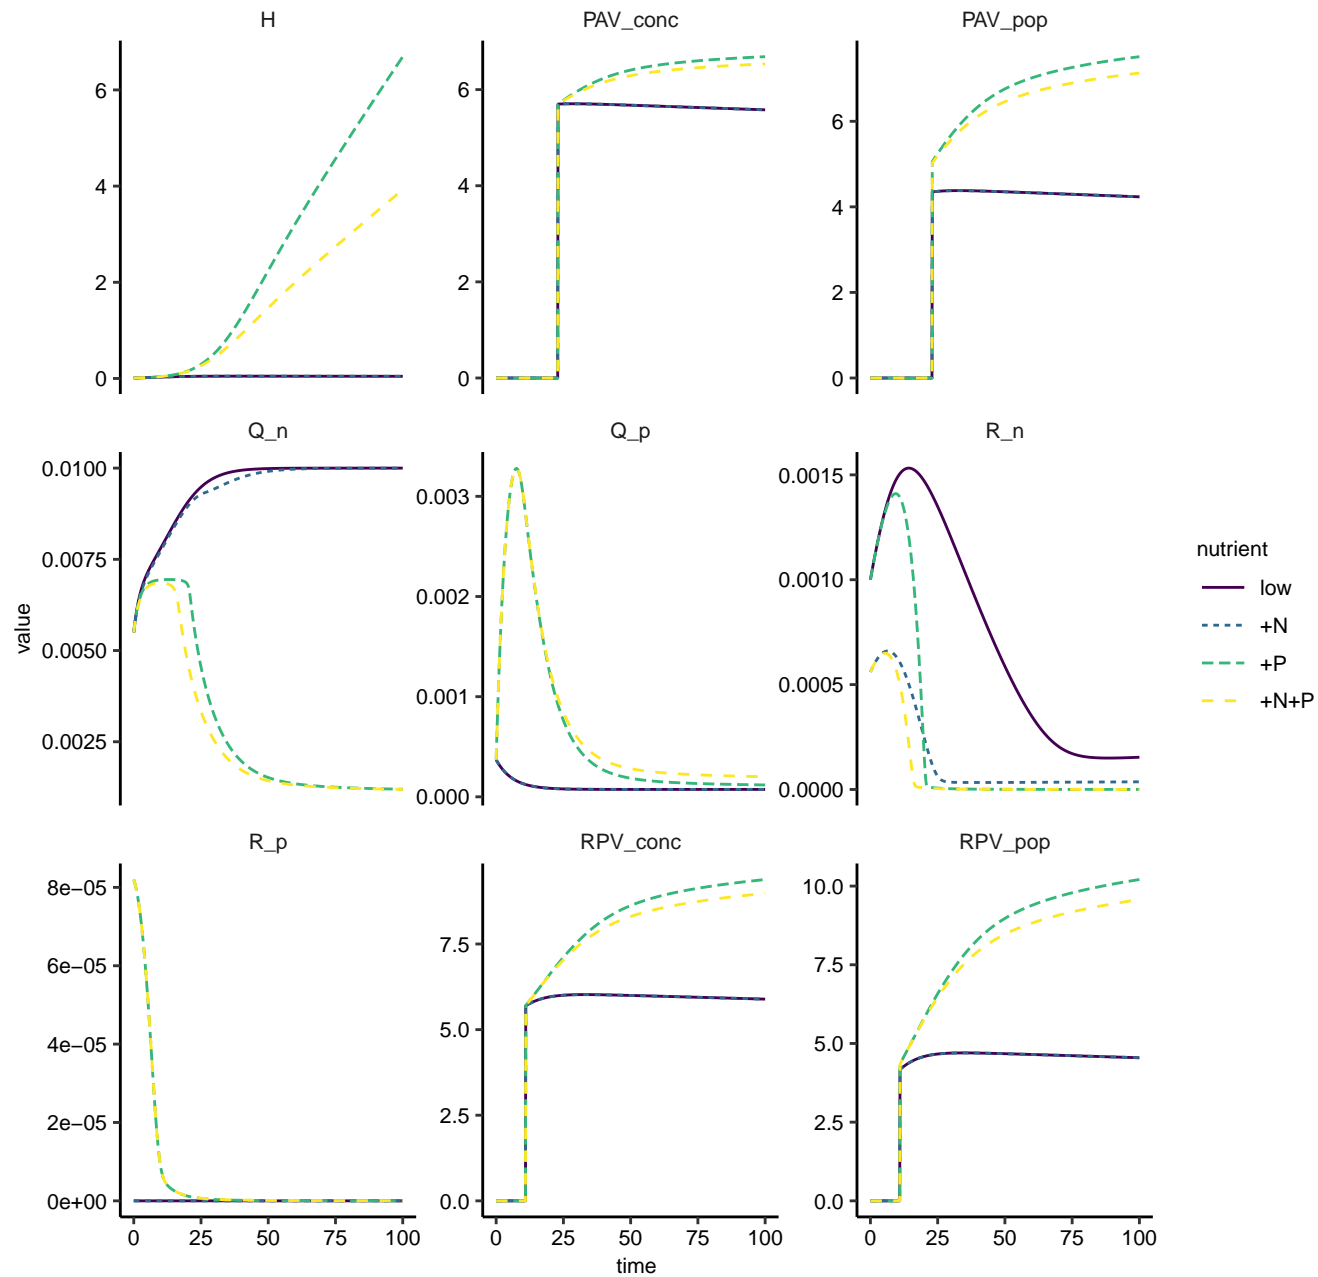 H
PAV_conc
PAV_pop
6
4
2
0
6
4
2
0
6
4
2
0
Q_n
Q_p
R_n
0.0100
0.0075
0.0050
0.0025
0.003
0.002
0.001
0.000
0.0015
0.0010
0.0005
0.0000
value
nutrient
low
+N
+P
+N+P
R_p
RPV_conc
RPV_pop
8e−05
6e−05
4e−05
2e−05
0e+00
7.5
5.0
2.5
0.0
10.0
7.5
5.0
2.5
0.0
0 25 50 75 100
0 25 50 75 100
0 25 50 75 100
time